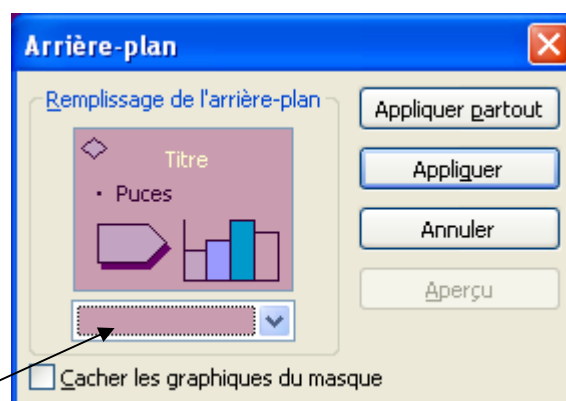 Arrière-plan
Remplissage de l'arrière-plan
Titre
• Puces
Appliquer partout
Appliquer
Annuler
Aperçu
Cacher les graphiques du masque